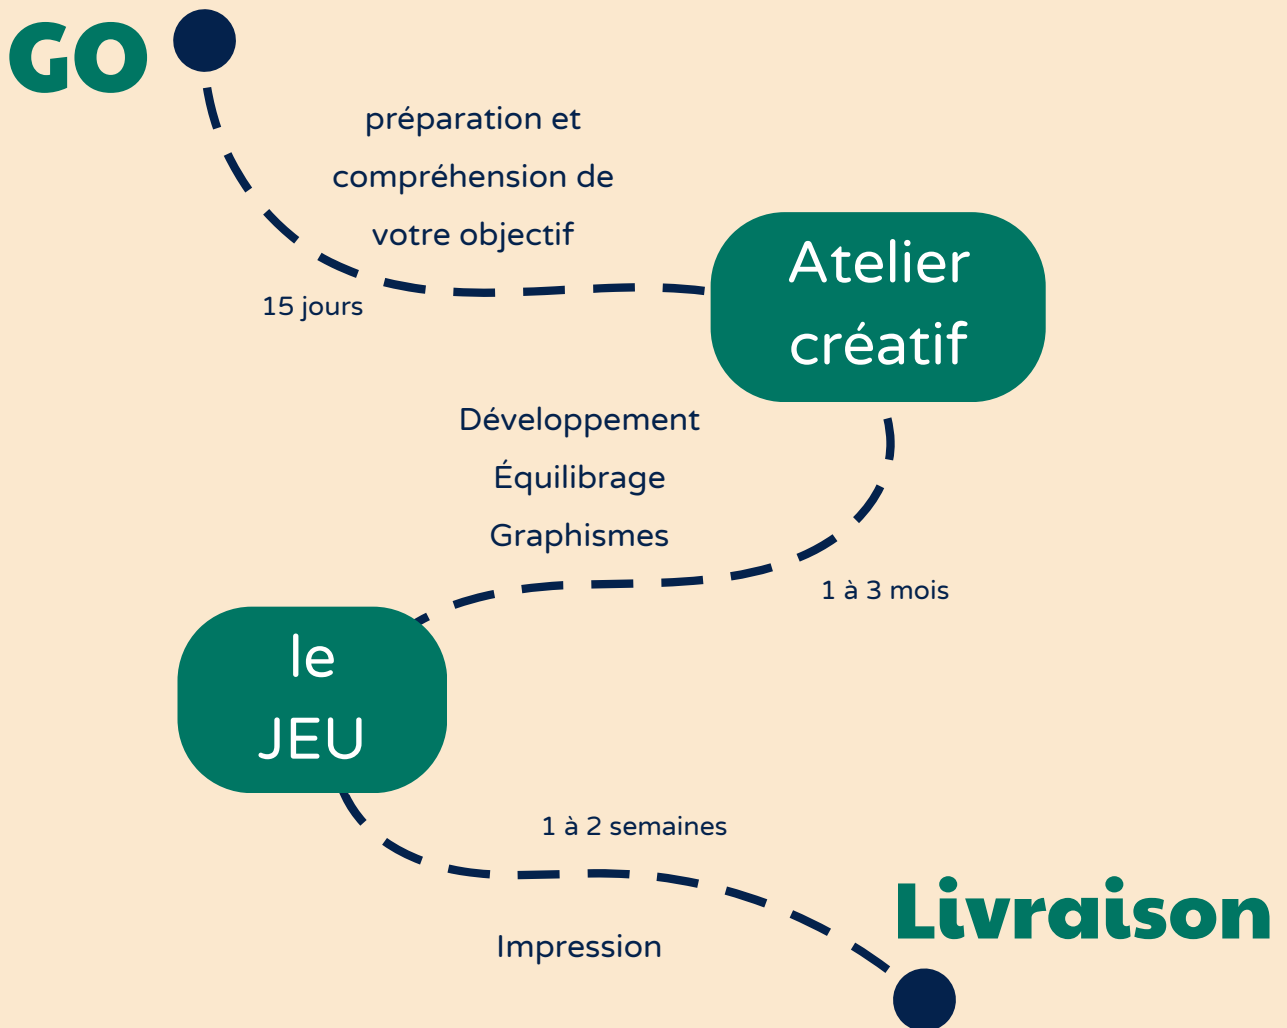 GO
préparation et
compréhension de
votre objectif
15 jours
Atelier
créatif
Développement
Équilibrage
Graphismes
1 à 3 mois
le
JEU
1 à 2 semaines
Impression
Livraison